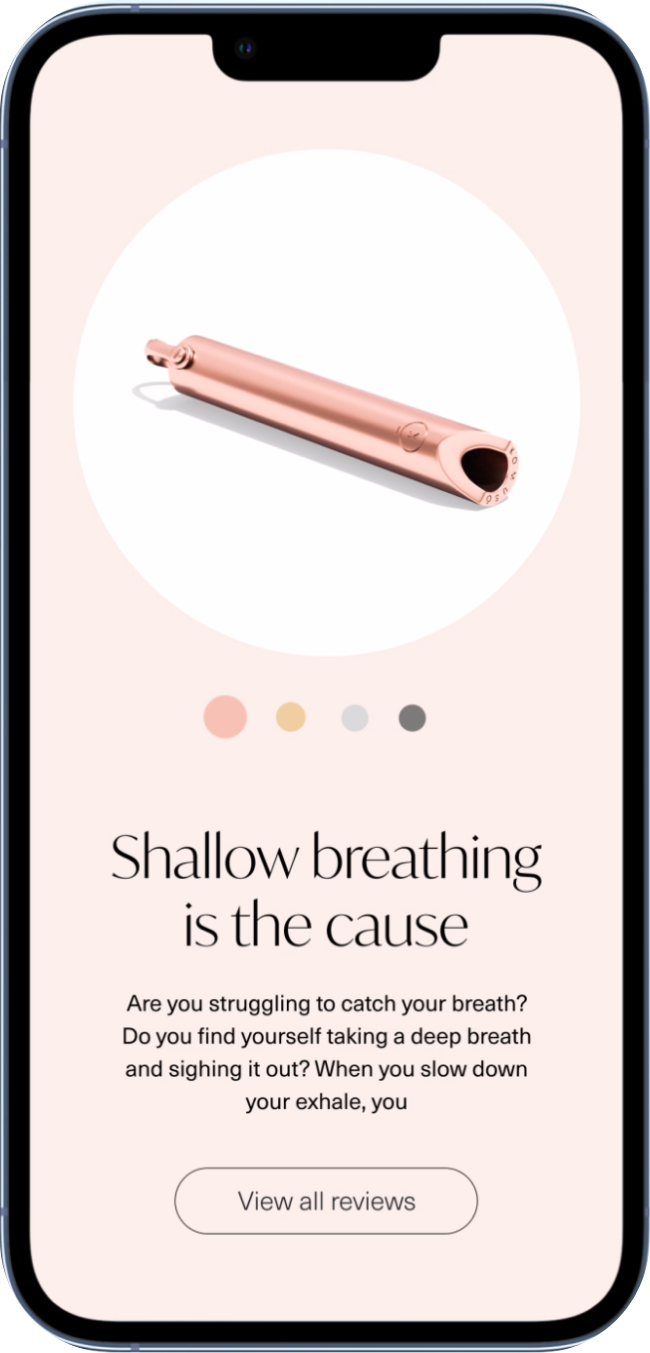 Shallow breathing
is the cause
Are you struggling to catch your breath?
Do you find yourself taking a deep breath
and sighing it out? When you slow down
your exhale, you
View all reviews